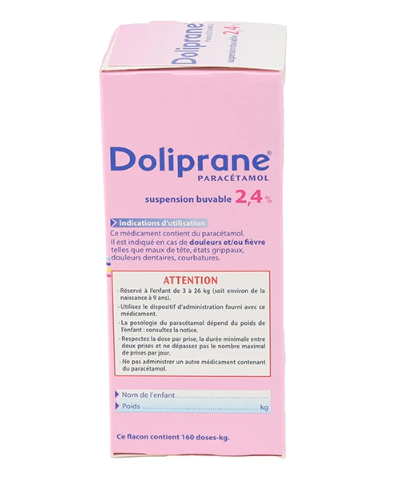 Doliprane 2,4%
PARACÉTAMOL suspension buvable
Doliprane®
PARACÉTAMOL
suspension buvable 2,4 %
Indications d'utilisation
Ce médicament contient du paracétamol.
Il est indiqué en cas de douleurs et/ou fièvre
telles que maux de tête, états grippaux,
douleurs dentaires, courbatures.
ATTENTION
- Réservé à l'enfant de 3 à 26 kg (soit environ de la
naissance à 9 ans).
- Utilisez le dispositif d'administration fourni avec ce
médicament.
- La posologie du paracétamol dépend du poids de
l'enfant : consultez la notice.
- Respectez la dose par prise, la durée minimale entre
deux prises et ne dépassez pas le nombre maximal
de prises par jour.
- Ne pas administrer un autre médicament contenant
du paracétamol.
Nom de l'enfant
Poids kg
Ce flacon contient 160 doses-kg.